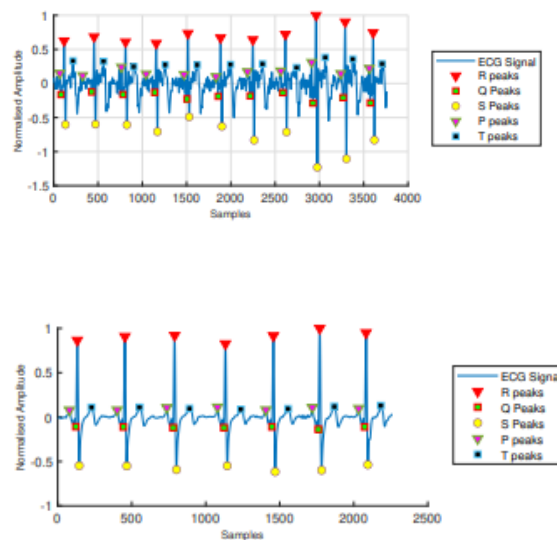 1
0.5
0
-0.5
-1
-1.5
0 500 1000 1500 2000 2500 3000 3500 4000
Samples
Normalised Amplitude
ECG Signal
R peaks
Q Peaks
S Peaks
P peaks
T peaks
1
0.5
0
-0.5
-1
0 500 1000 1500 2000 2500
Samples
Normalised Amplitude
ECG Signal
R peaks
Q Peaks
S Peaks
P peaks
T peaks